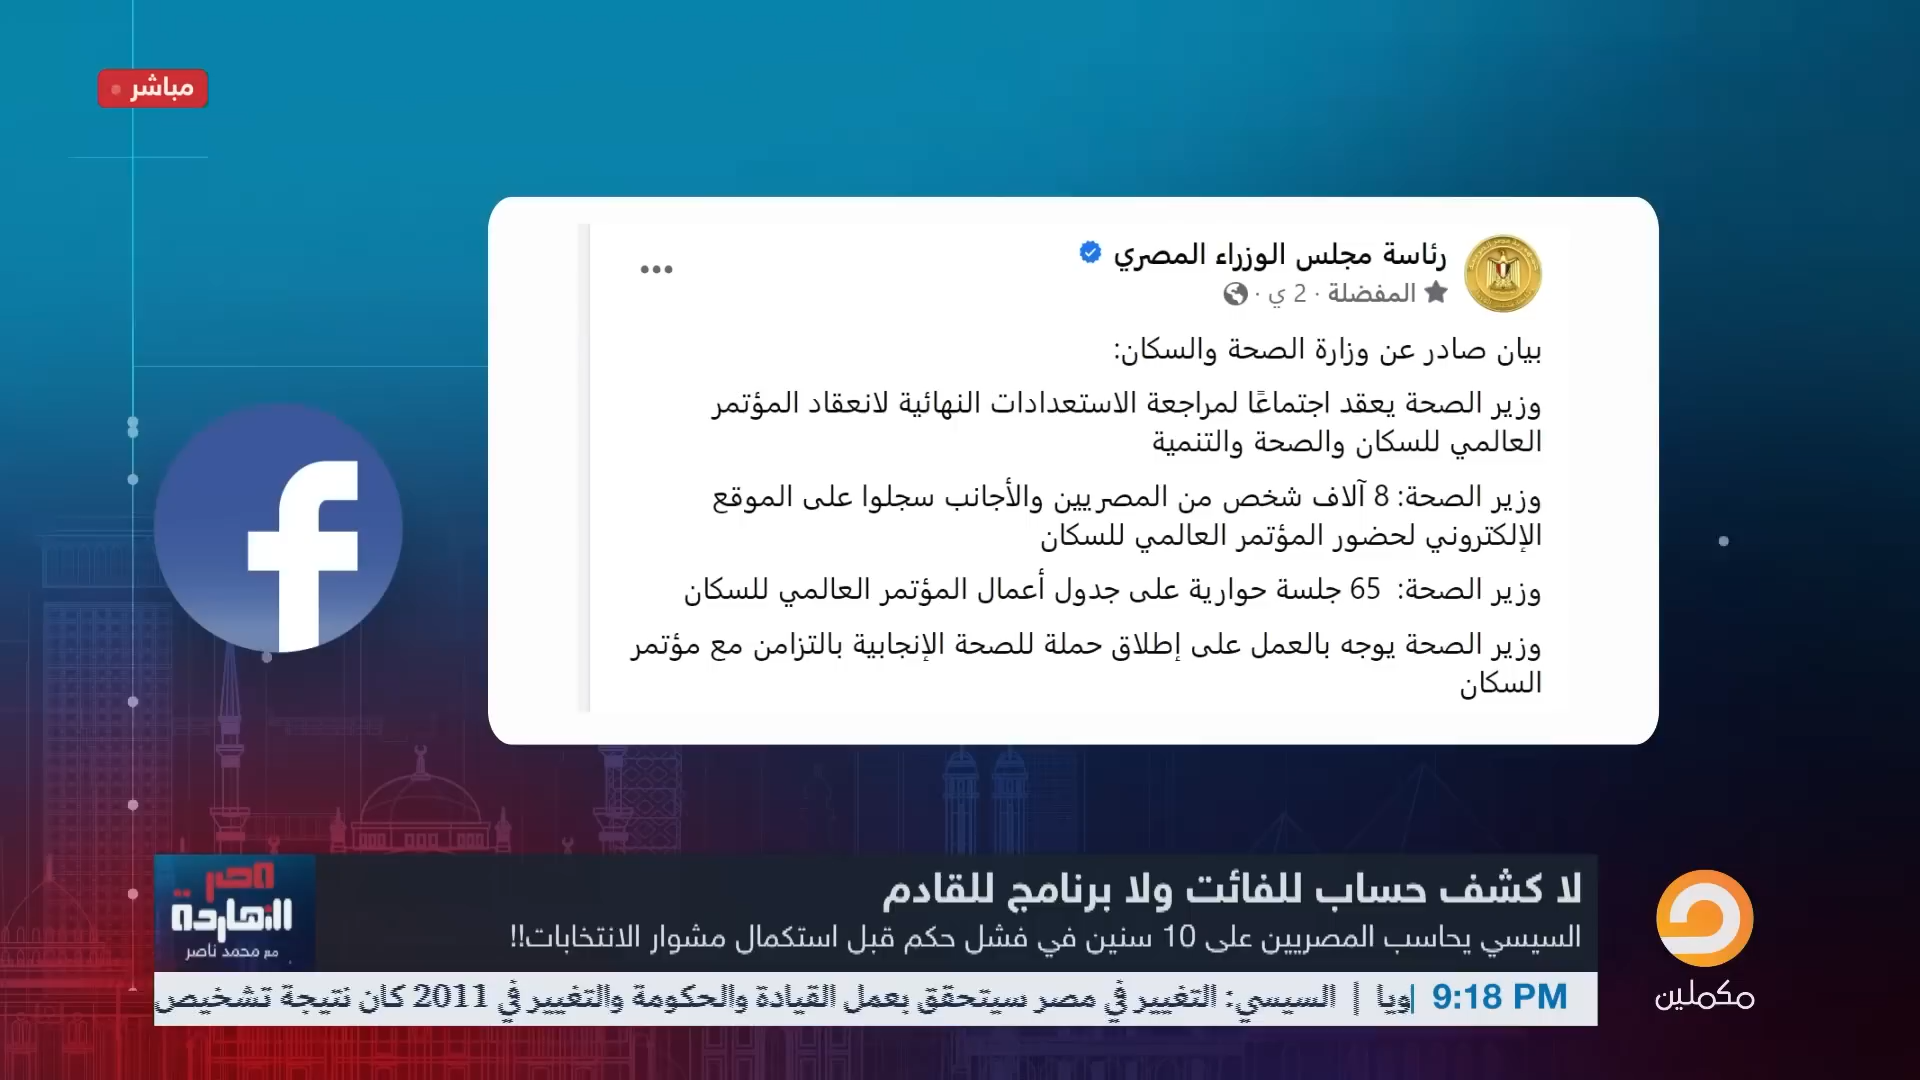 مباشر
رئاسة مجلس الوزراء المصري
المفضلة · 2 ي ·
بيان صادر عن وزارة الصحة والسكان:
وزير الصحة يعقد اجتماعًا لمراجعة الاستعدادات النهائية لانعقاد المؤتمر
العالمي للسكان والصحة والتنمية
وزير الصحة: 8 آلاف شخص من المصريين والأجانب سجلوا على الموقع
الإلكتروني لحضور المؤتمر العالمي للسكان
وزير الصحة: 65 جلسة حوارية على جدول أعمال المؤتمر العالمي للسكان
وزير الصحة يوجه بالعمل على إطلاق حملة للصحة الإنجابية بالتزامن مع مؤتمر
السكان
لا كشف حساب للفائت ولا برنامج للقادم
السيسي يحاسب المصريين على 10 سنين في فشل حكم قبل استكمال مشوار الانتخابات!!
مصر
النهاردة
مع محمد ناصر
9:18 PM
ويا | السيسي: التغيير في مصر سيتحقق بعمل القيادة والحكومة والتغيير في 2011 كان نتيجة تشخيص
مكملين